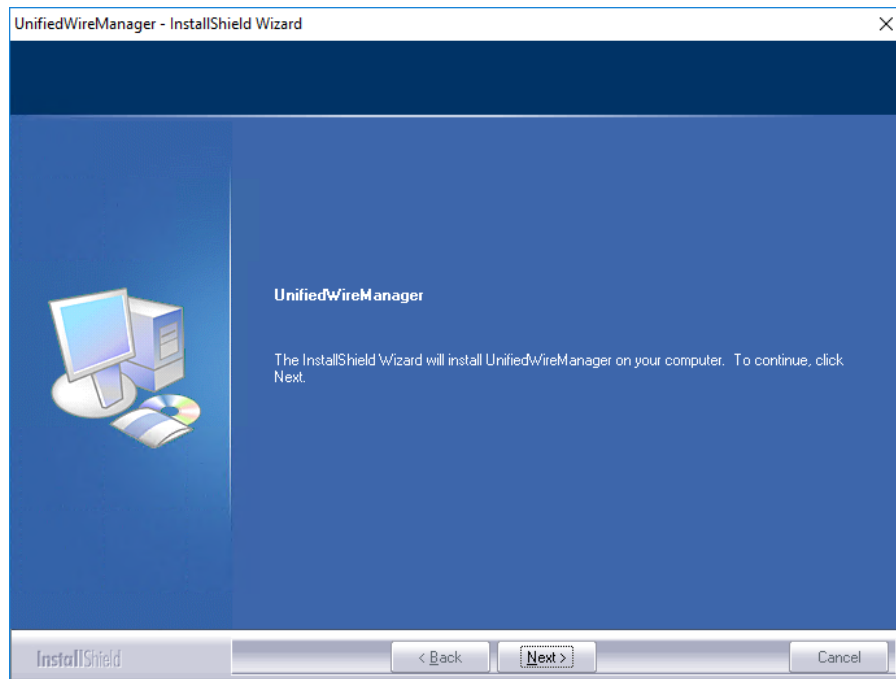 UnifiedWireManager - InstallShield Wizard
UnifiedWireManager
The InstallShield Wizard will install UnifiedWireManager on your computer. To continue, click
Next.
InstallShield
< Back
Next >
Cancel